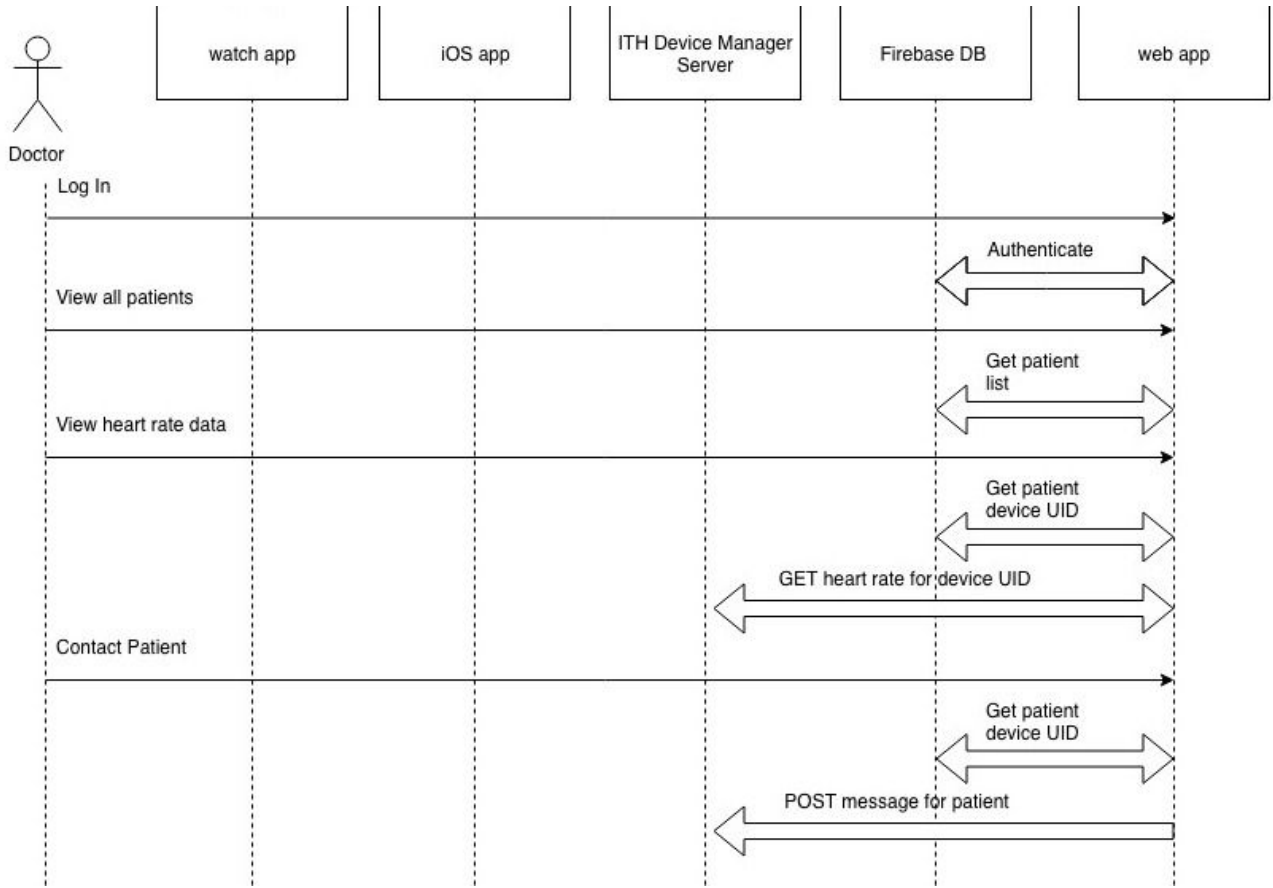 watch app
iOS app
ITH Device Manager
Server
Firebase DB
web app
Doctor
Log In
Authenticate
View all patients
Get patient
list
View heart rate data
Get patient
device UID
GET heart rate for device UID
Contact Patient
Get patient
device UID
POST message for patient